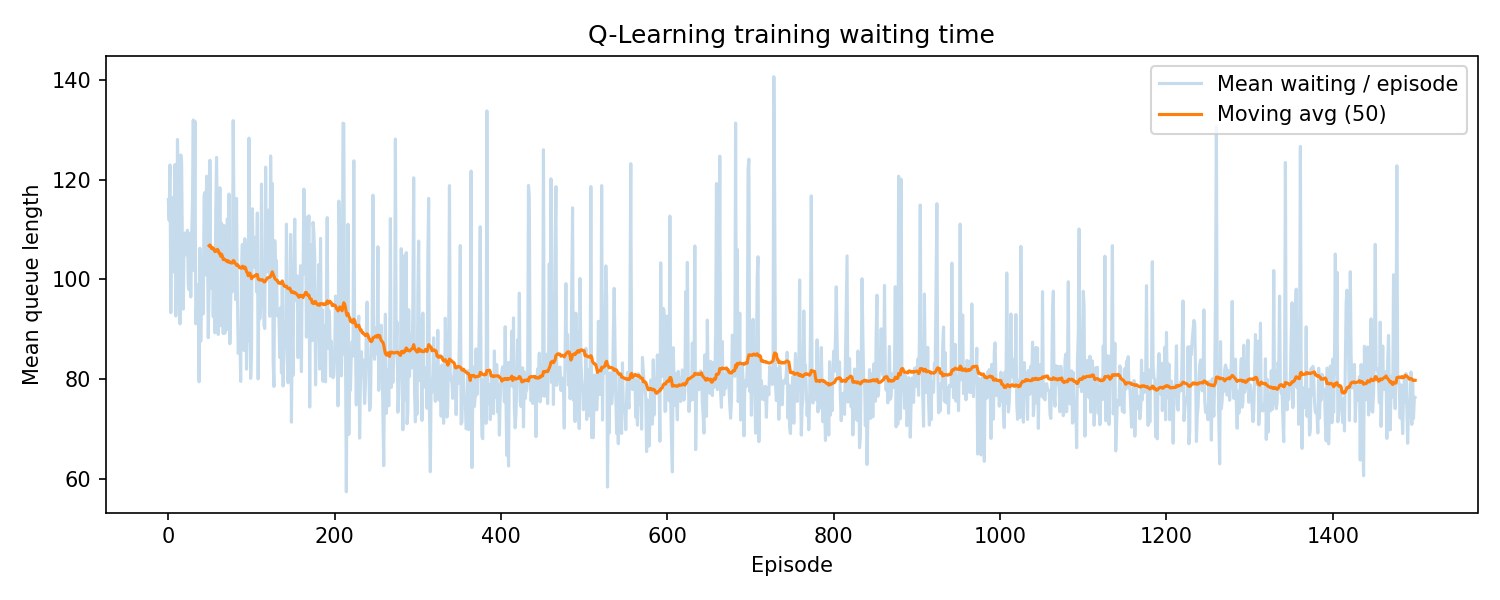 Q-Learning training waiting time
Mean waiting / episode
Moving avg (50)
Mean queue length
140
120
100
80
60
0 200 400 600 800 1000 1200 1400
Episode